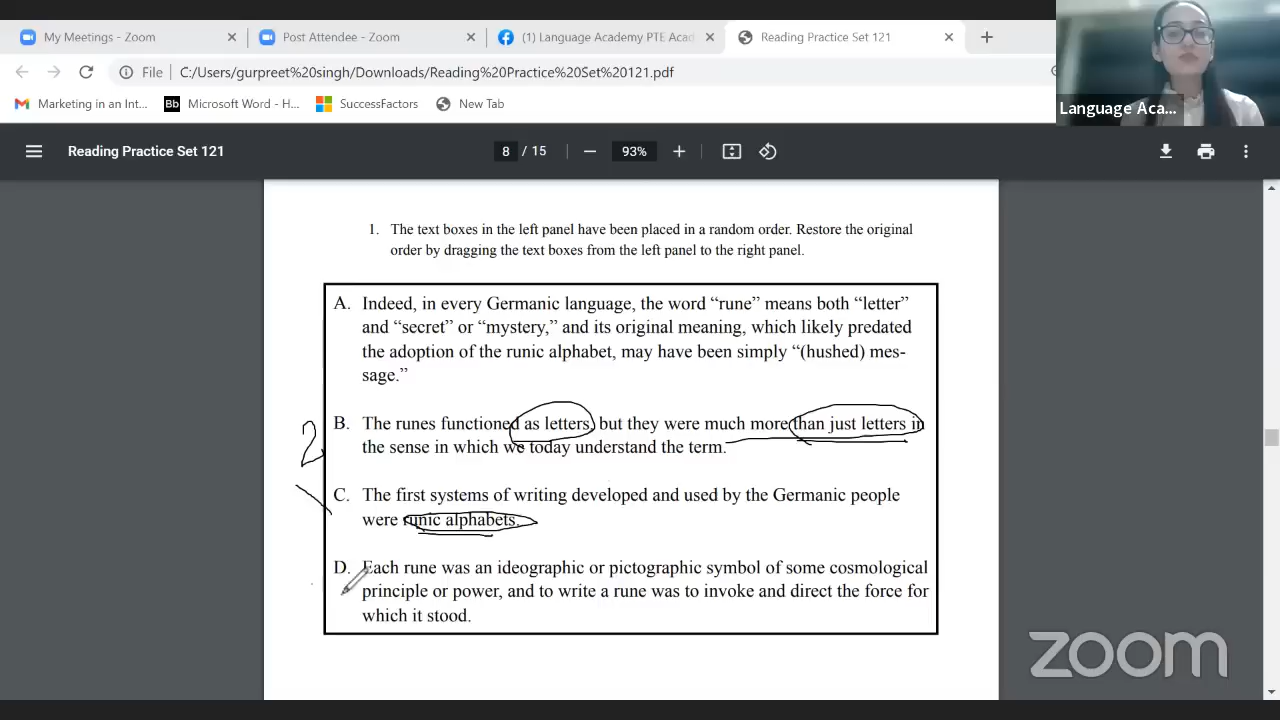 My Meetings - Zoom
Post Attendee - Zoom
(1) Language Academy PTE Acad
Reading Practice Set 121
File C:/Users/gurpreet%20singh/Downloads/Reading%20Practice%20Set%20121.pdf
Marketing in an Int...
Bb Microsoft Word - H...
SuccessFactors
New Tab
Language Aca...
Reading Practice Set 121
8 / 15
93%
1. The text boxes in the left panel have been placed in a random order. Restore the original
order by dragging the text boxes from the left panel to the right panel.
A. Indeed, in every Germanic language, the word “rune” means both “letter”
and “secret” or “mystery,” and its original meaning, which likely predated
the adoption of the runic alphabet, may have been simply “(hushed) mes-
sage.”
2
B. The runes functioned as letters, but they were much more than just letters in
the sense in which we today understand the term.
C. The first systems of writing developed and used by the Germanic people
were runic alphabets.
D. Each rune was an ideographic or pictographic symbol of some cosmological
principle or power, and to write a rune was to invoke and direct the force for
which it stood.
zoom